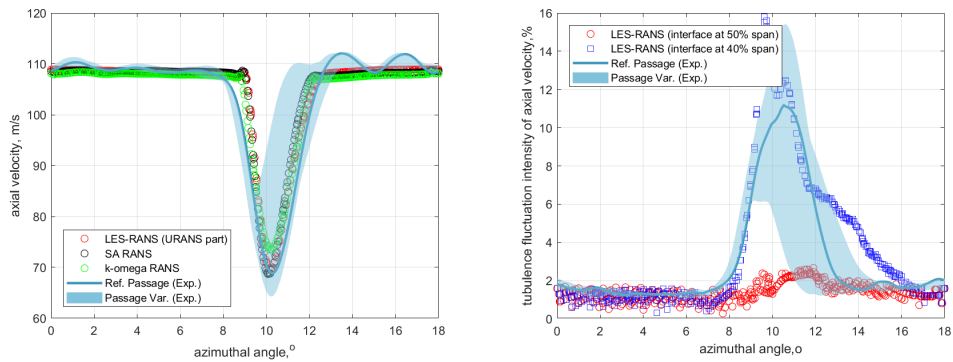 axial velocity, m/s
120
110
100
90
80
70
60
LES-RANS (URANS part)
SA RANS
k-omega RANS
Ref. Passage (Exp.)
Passage Var. (Exp.)
0 2 4 6 8 10 12 14 16 18
azimuthal angle,°
tubulence fluctuation intensity of axial velocity,%
16
14
12
10
8
6
4
2
0
LES-RANS (interface at 50% span)
LES-RANS (interface at 40% span)
Ref. Passage (Exp.)
Passage Var. (Exp.)
0 2 4 6 8 10 12 14 16 18
azimuthal angle,o